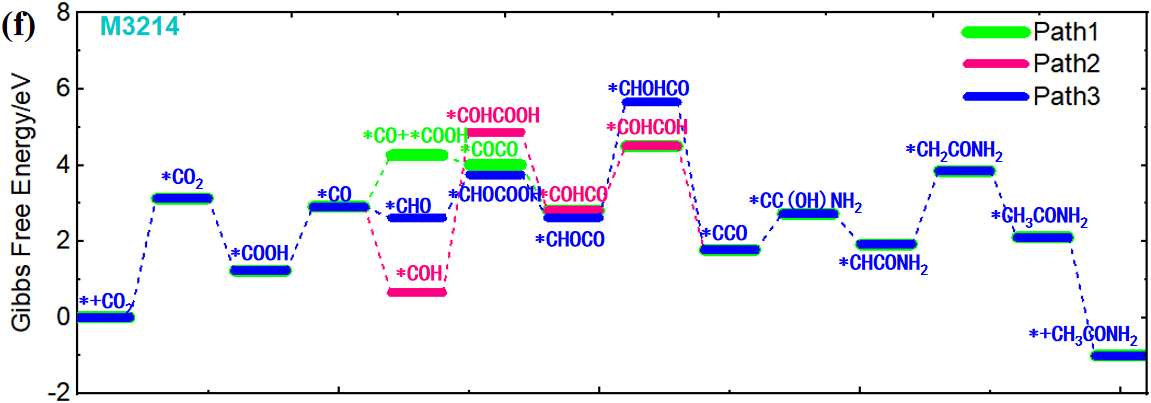 (f)
M3214
Gibbs Free Energy/eV
8
6
4
2
0
-2
Path1
Path2
Path3
*+CO₂
*CO₂
*COOH
*CO
*CO+*COOH
*CHO
*COH
*COHCOOH
*COCO
*CHOCOOH
*COHCO
*CHOCO
*CHOHCO
*COHCOH
*CCO
*CC(OH)NH₂
*CHCONH₂
*CH₂CONH₂
*CH₃CONH₂
*+CH₃CONH₂